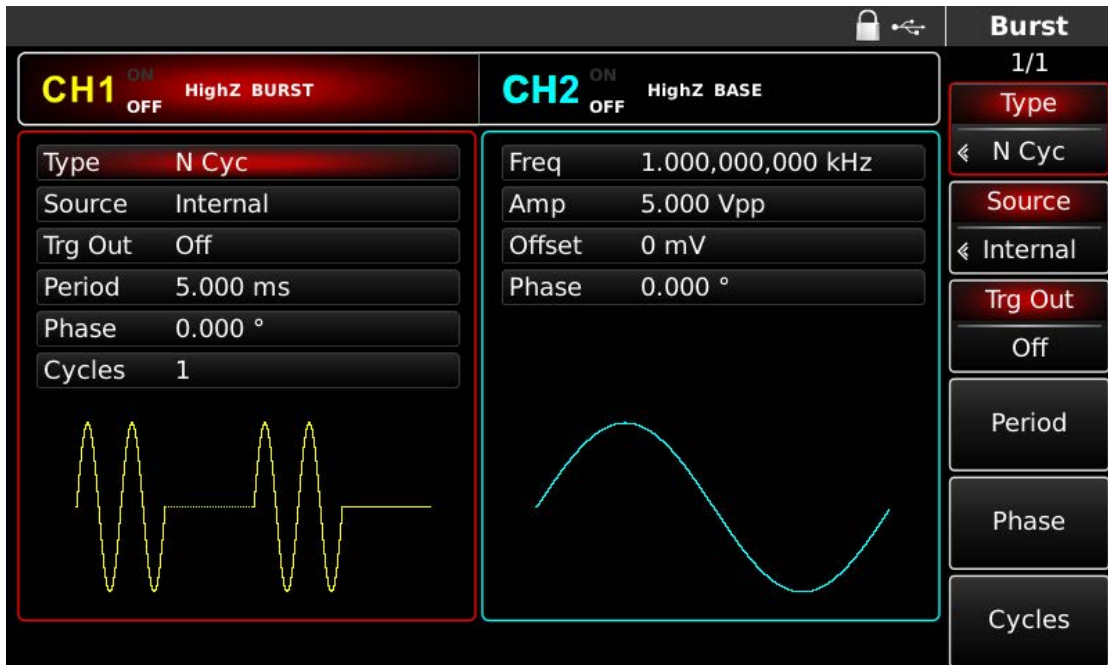 Burst
1/1
CH1 ON OFF HighZ BURST
CH2 ON OFF HighZ BASE
Type N Cyc
Source Internal
Trg Out Off
Period 5.000 ms
Phase 0.000 °
Cycles 1
Freq 1.000,000,000 kHz
Amp 5.000 Vpp
Offset 0 mV
Phase 0.000 °
Type
N Cyc
Source
Internal
Trg Out
Off
Period
Phase
Cycles